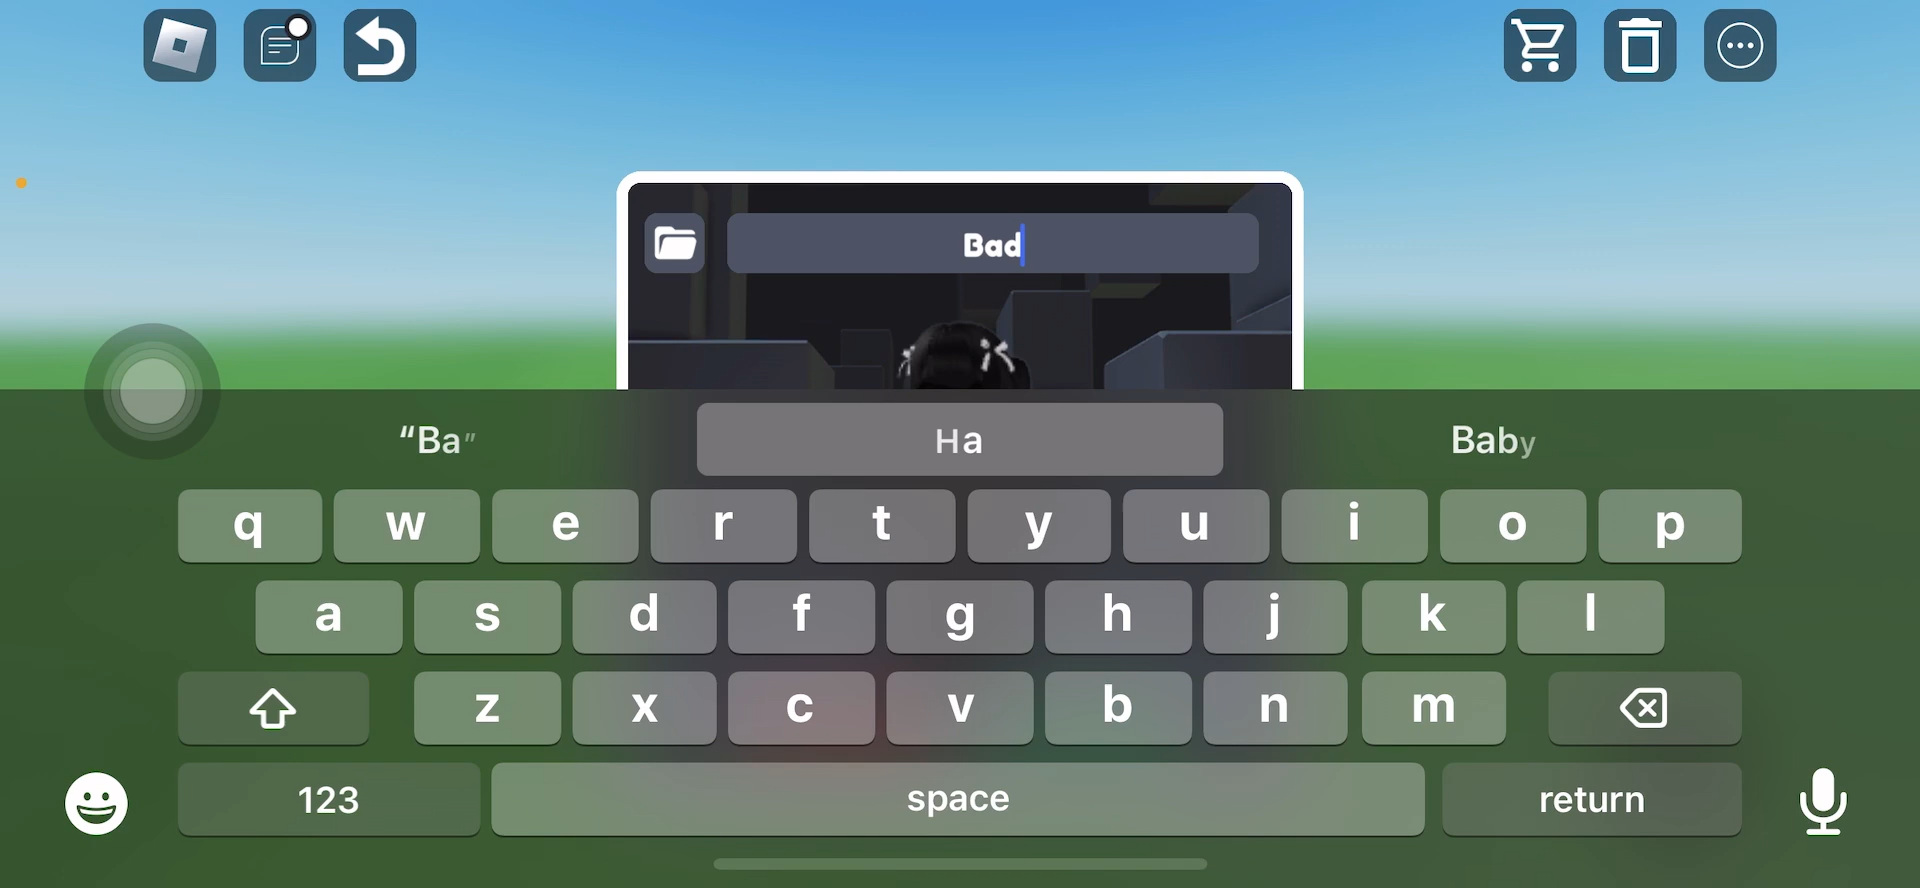 Bad
“Ba” Ha Baby
q w e r t y u i o p
a s d f g h j k l
z x c v b n m
123 space return